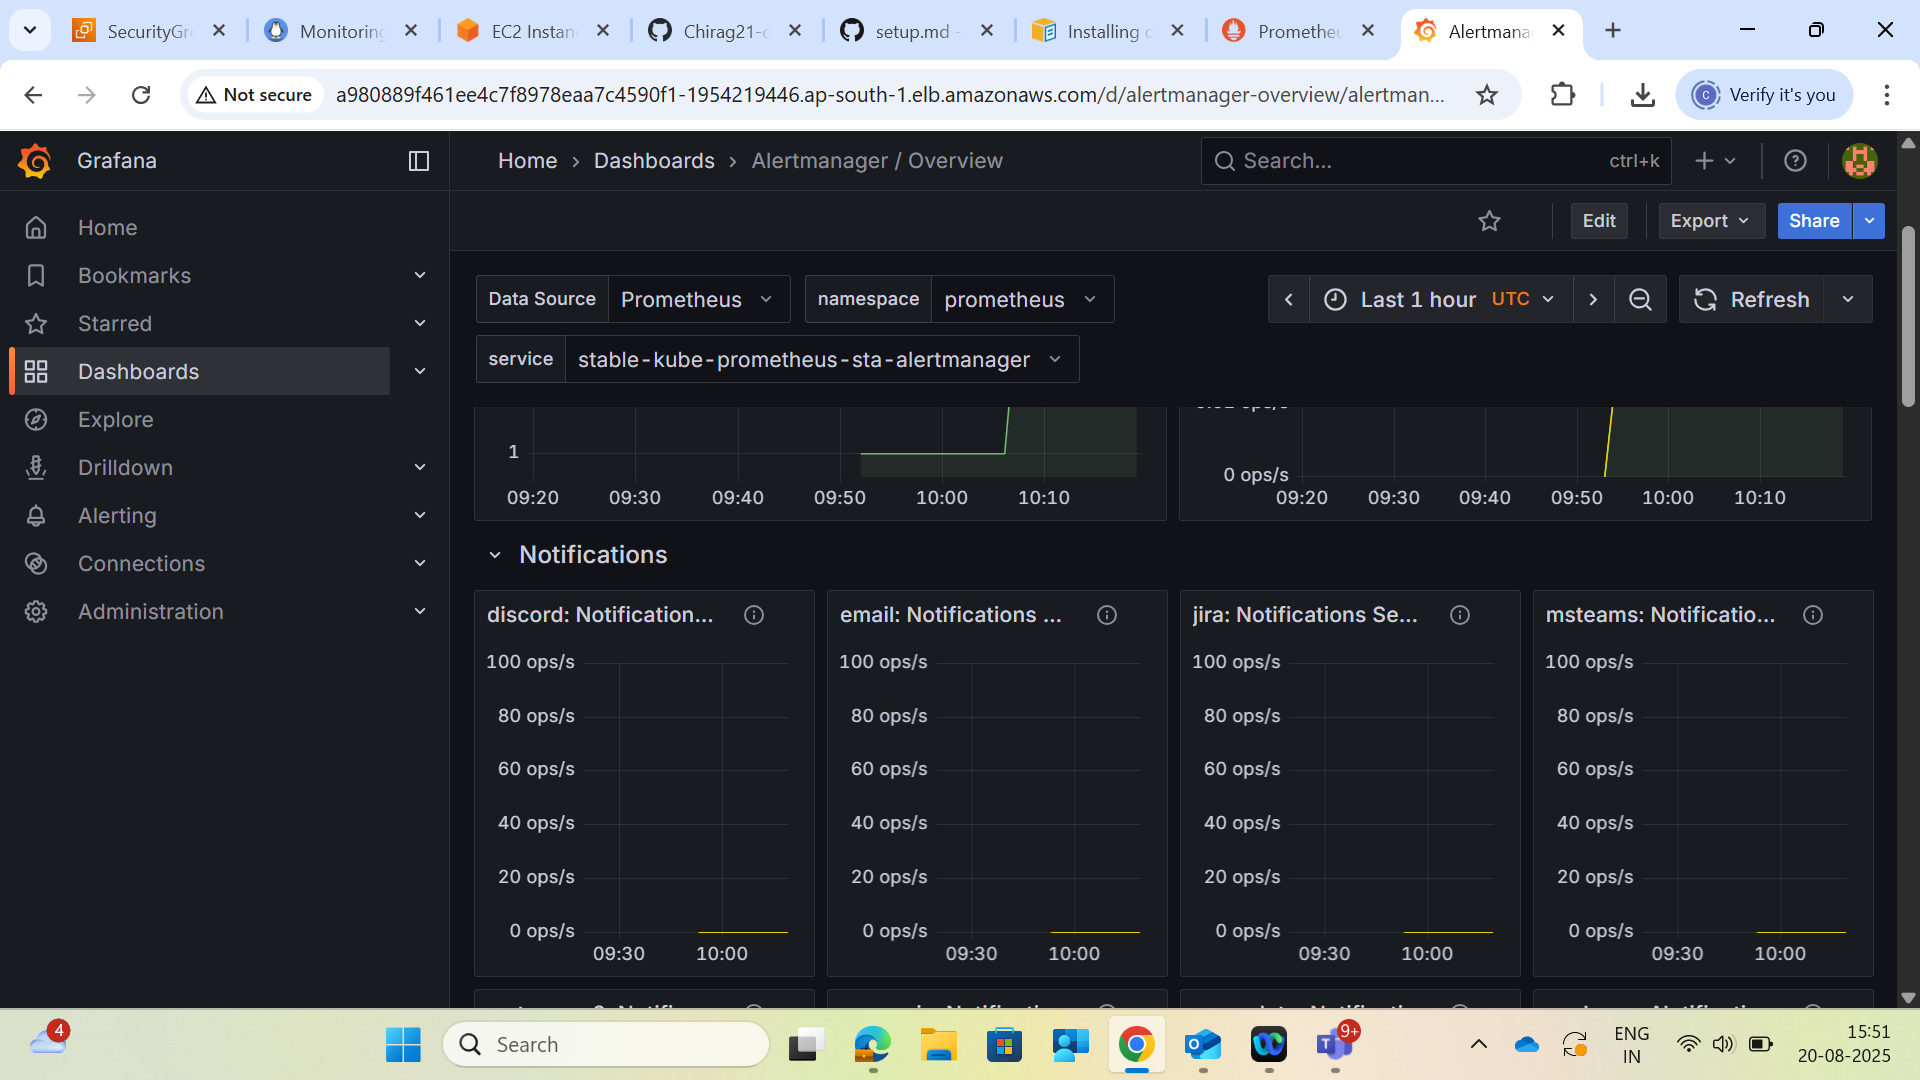 SecurityGro
Monitoring
EC2 Instan
Chirag21-c
setup.md -
Installing c
Prometheu
Alertmana
Not secure
a980889f461ee4c7f8978eaa7c4590f1-1954219446.ap-south-1.elb.amazonaws.com/d/alertmanager-overview/alertman...
C
Verify it's you
Grafana
Home › Dashboards › Alertmanager / Overview
Search...
ctrl+k
Home
Bookmarks
Starred
Dashboards
Explore
Drilldown
Alerting
Connections
Administration
Edit
Export
Share
Data Source Prometheus
namespace prometheus
Last 1 hour UTC
Refresh
service stable-kube-prometheus-sta-alertmanager
1
09:20 09:30 09:40 09:50 10:00 10:10
0 ops/s
09:20 09:30 09:40 09:50 10:00 10:10
Notifications
discord: Notification...
100 ops/s
80 ops/s
60 ops/s
40 ops/s
20 ops/s
0 ops/s
09:30 10:00
email: Notifications ...
100 ops/s
80 ops/s
60 ops/s
40 ops/s
20 ops/s
0 ops/s
09:30 10:00
jira: Notifications Se...
100 ops/s
80 ops/s
60 ops/s
40 ops/s
20 ops/s
0 ops/s
09:30 10:00
msteams: Notificatio...
100 ops/s
80 ops/s
60 ops/s
40 ops/s
20 ops/s
0 ops/s
09:30 10:00
4
Search
9+
ENG
IN
15:51
20-08-2025